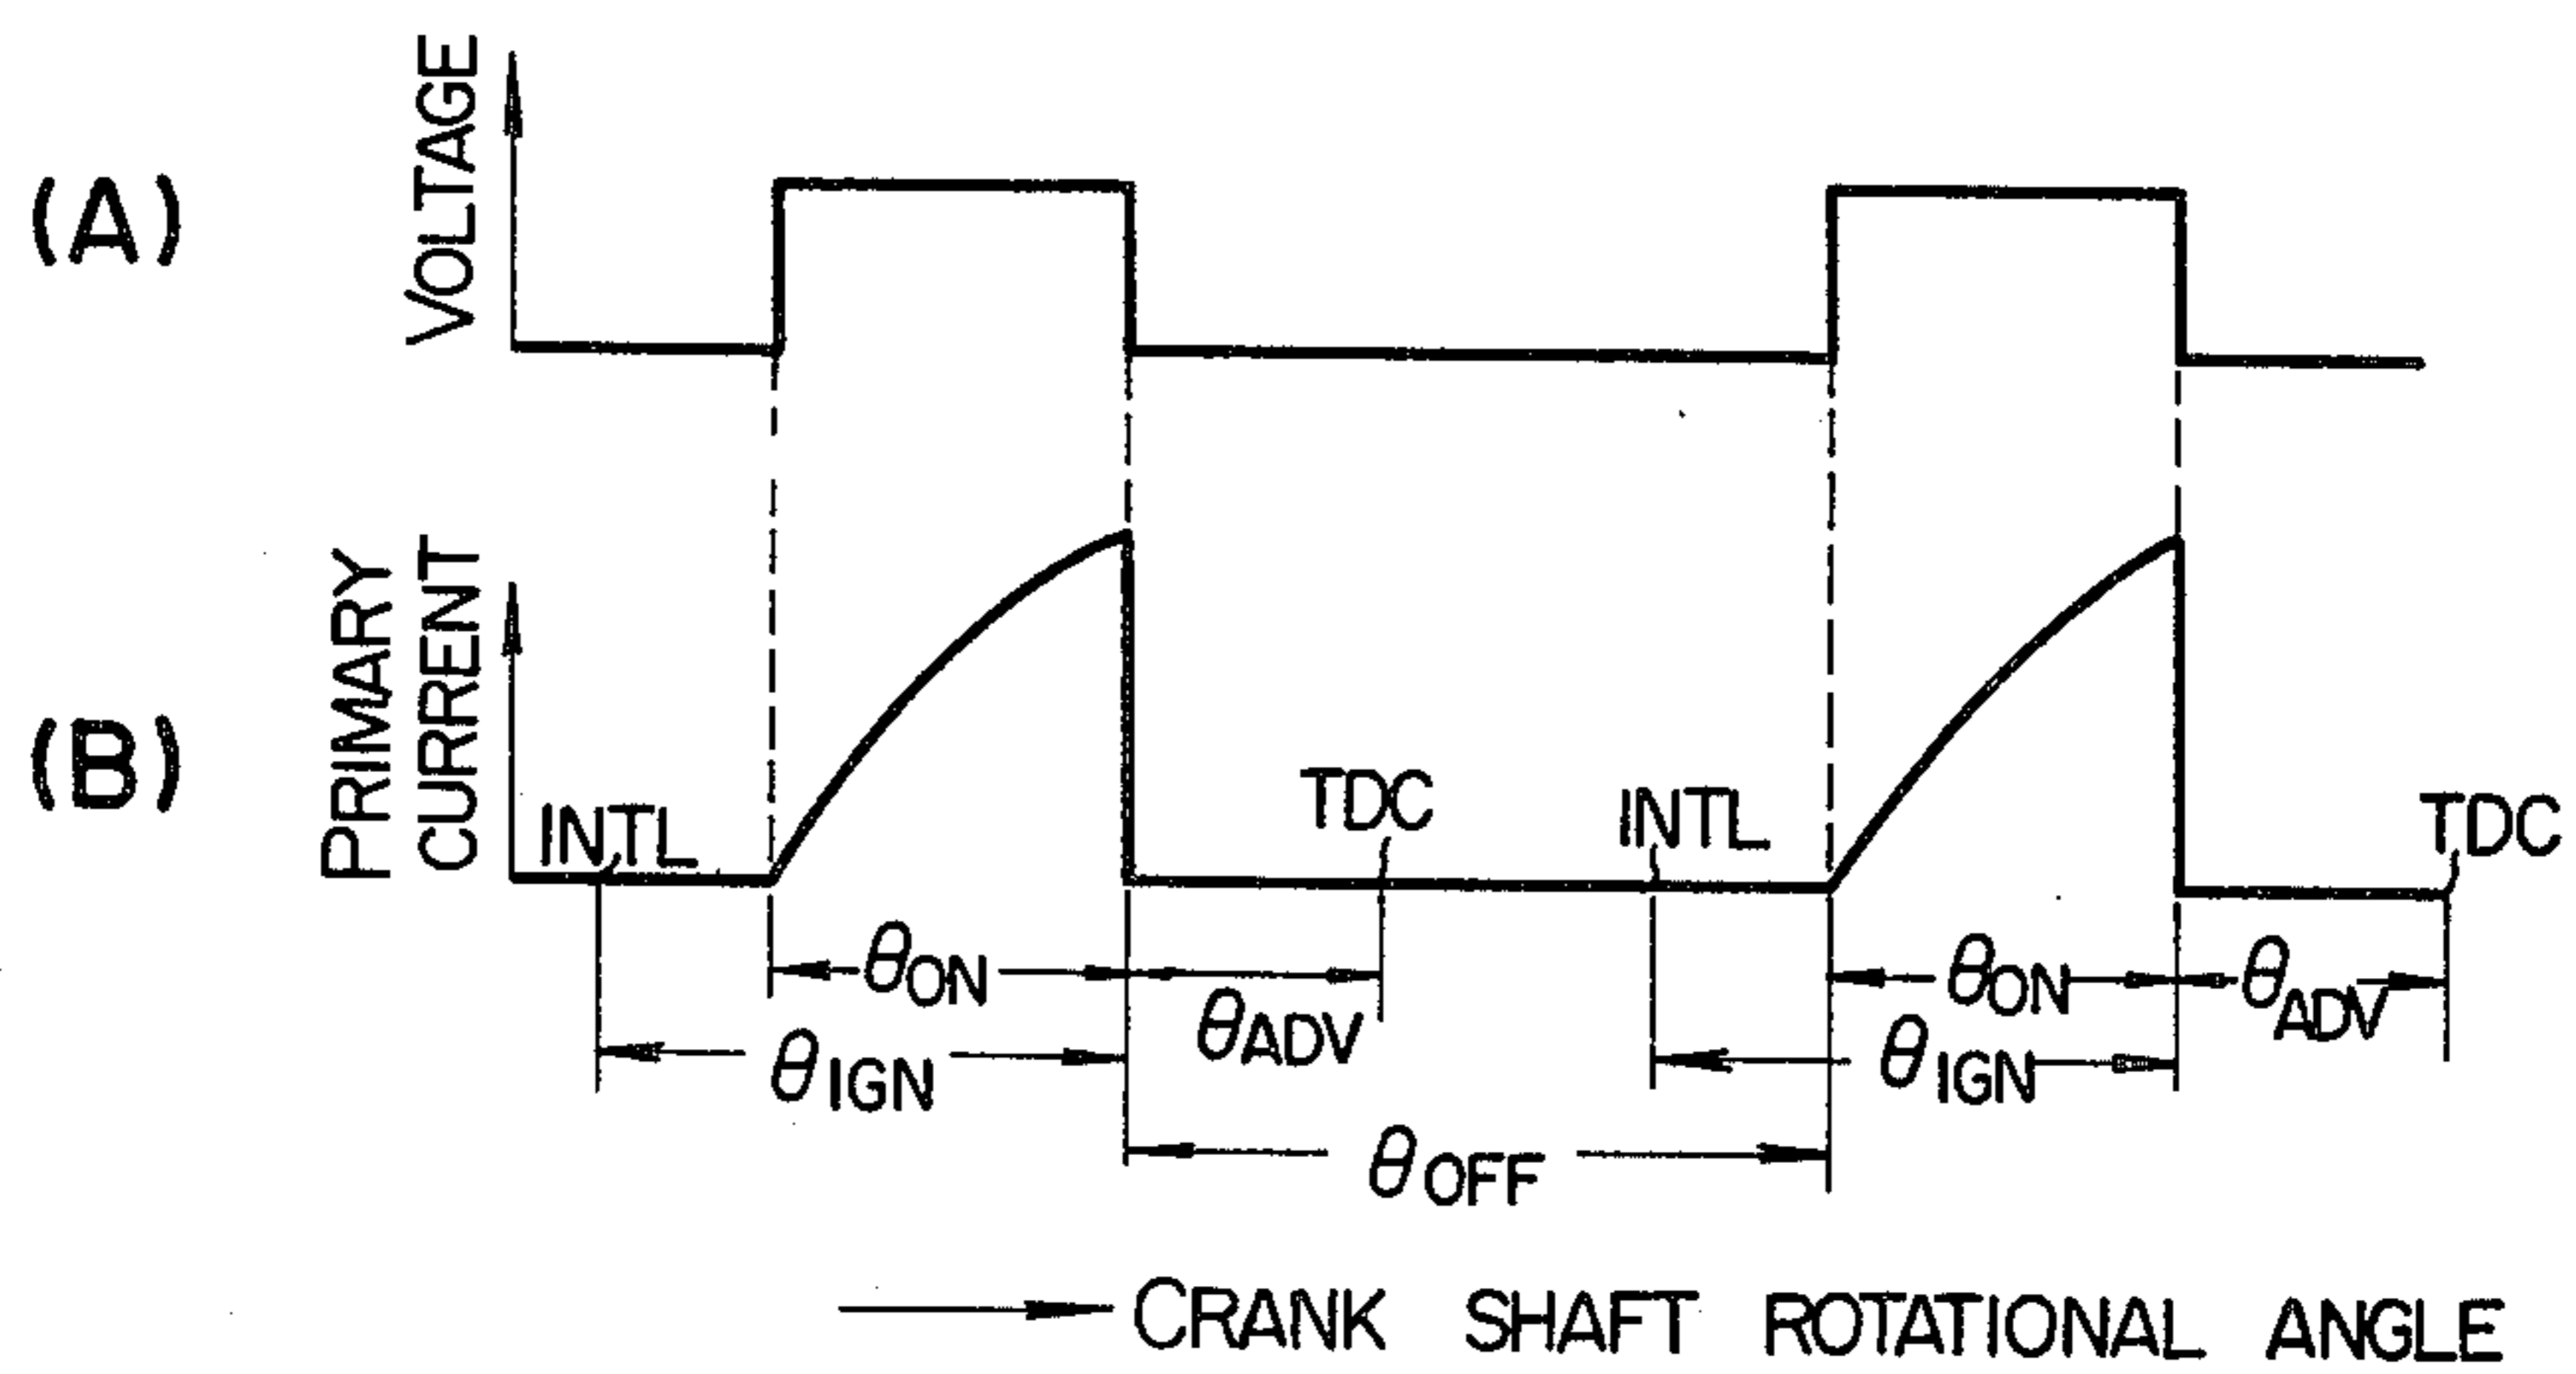 (A)
VOLTAGE
(B)
PRIMARY
CURRENT
INTL
TDC
INTL
TDC
θON
θADV
θON
θADV
θIGN
θIGN
θOFF
CRANK SHAFT ROTATIONAL ANGLE